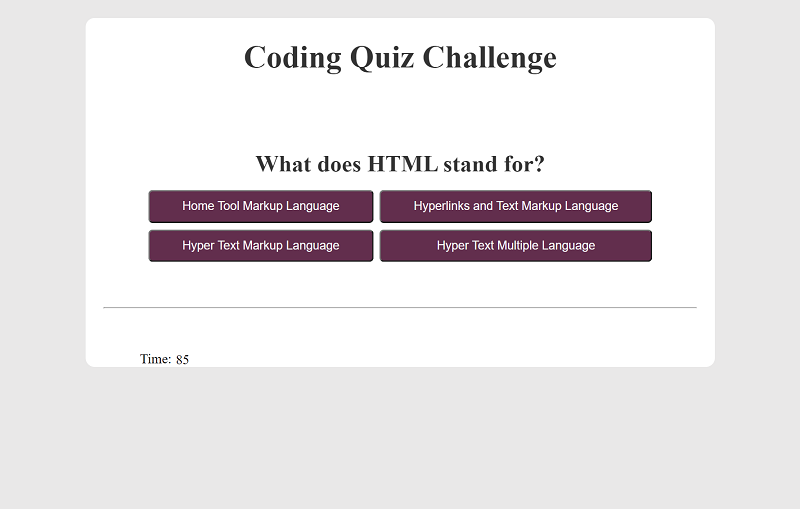 Coding Quiz Challenge
What does HTML stand for?
Home Tool Markup Language
Hyperlinks and Text Markup Language
Hyper Text Markup Language
Hyper Text Multiple Language
Time: 85